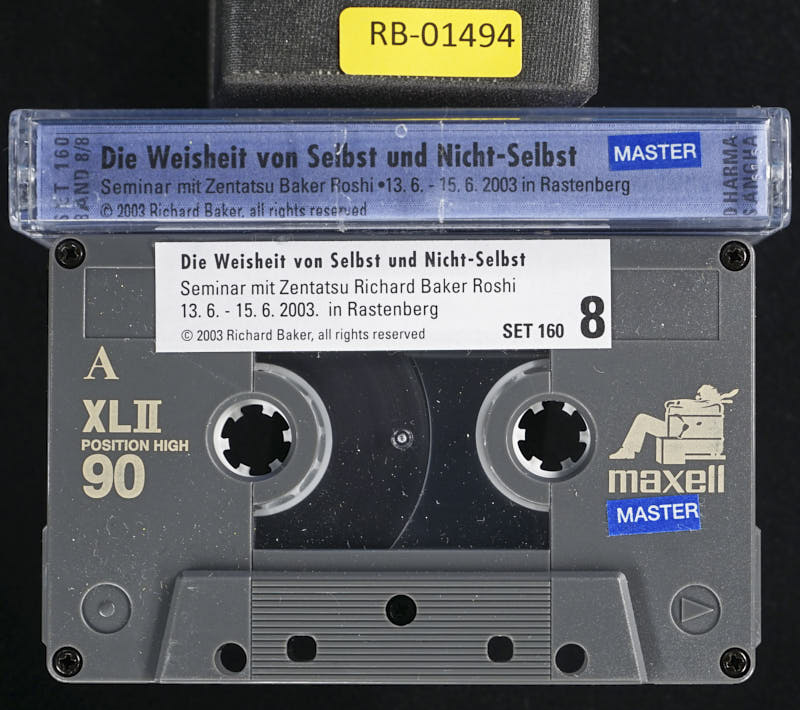 RB-01494
SET 160
BAND 8/8
Die Weisheit von Selbst und Nicht-Selbst
MASTER
Seminar mit Zentatsu Baker Roshi • 13. 6. - 15. 6. 2003 in Rastenberg
© 2003 Richard Baker, all rights reserved
DHARMA
SANGHA
Die Weisheit von Selbst und Nicht-Selbst
Seminar mit Zentatsu Richard Baker Roshi
13. 6. - 15. 6. 2003. in Rastenberg
© 2003 Richard Baker, all rights reserved
SET 160
8
A
XLII
POSITION HIGH
90
maxell
MASTER